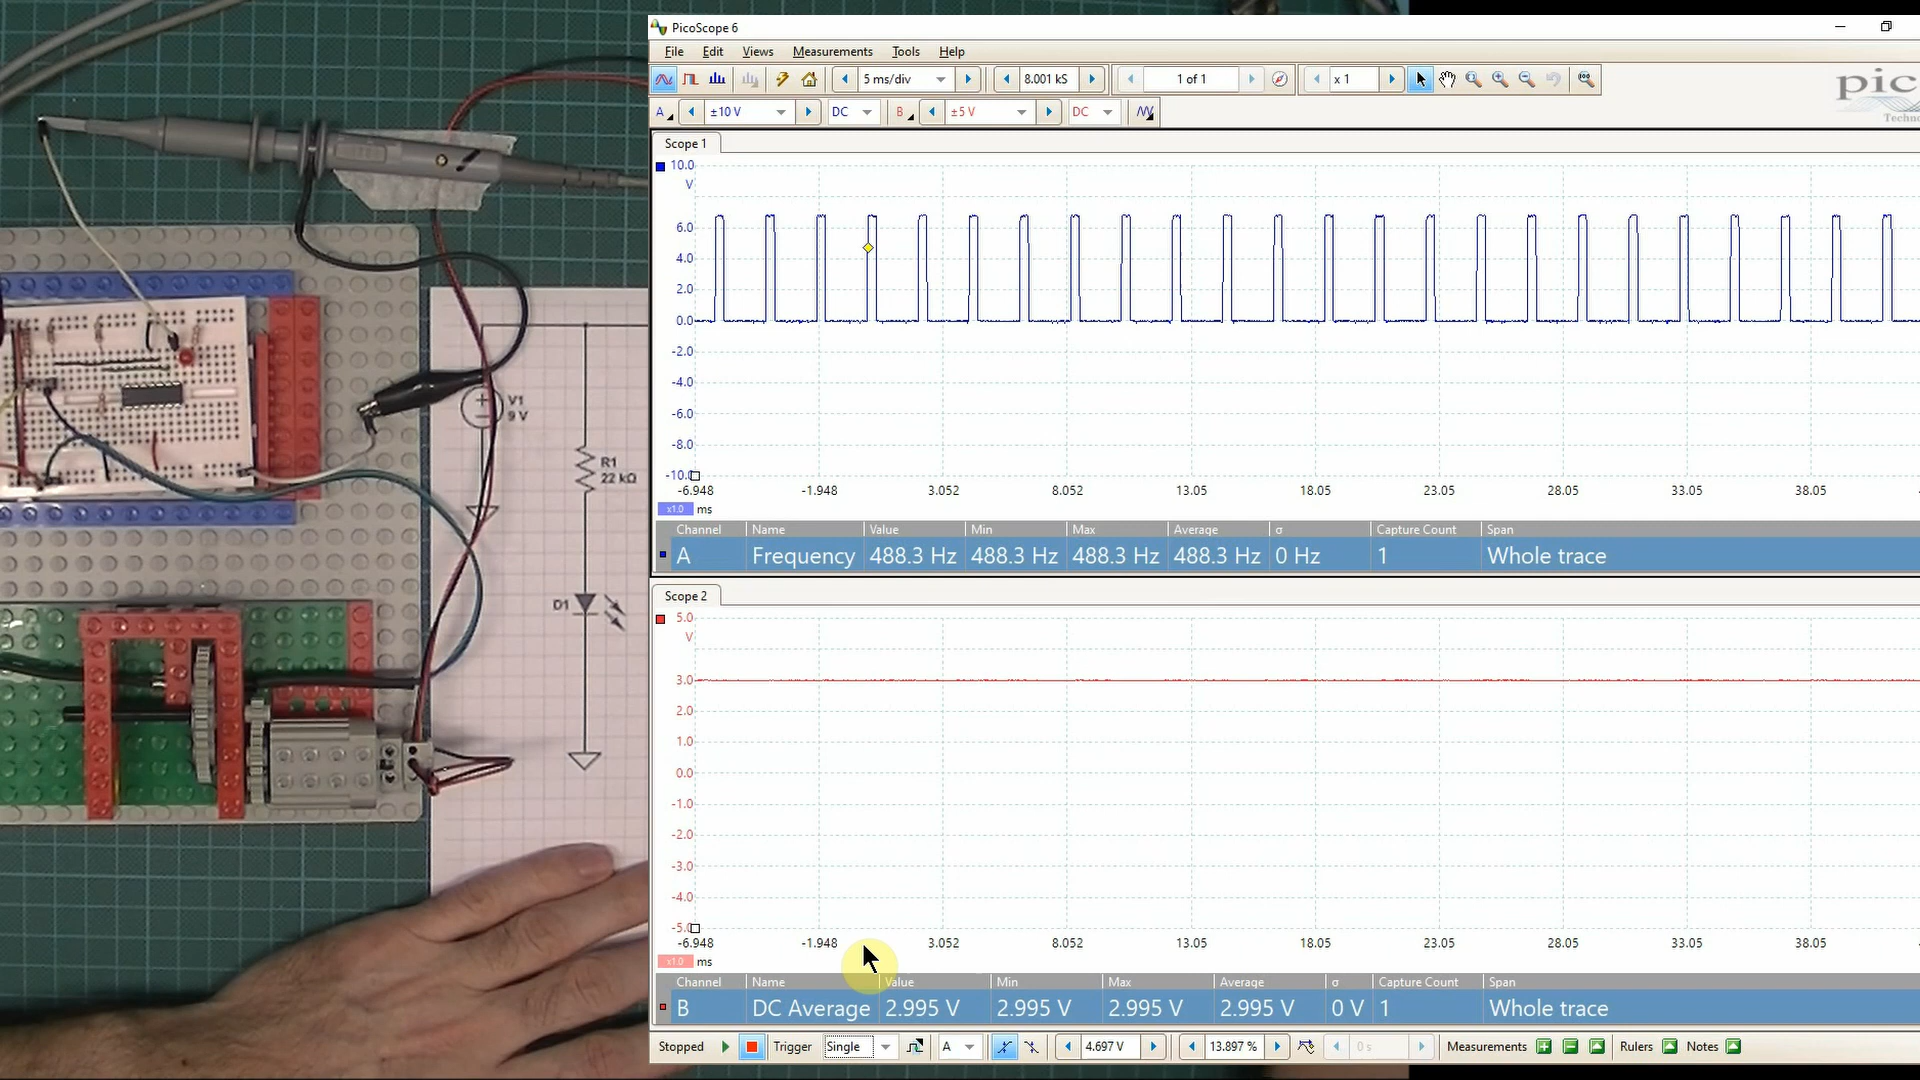 PicoScope 6
File Edit Views Measurements Tools Help
5 ms/div 8.001 kS 1 of 1 x 1
pic
Techno
A ±10 V DC B ±5 V DC
Scope 1
10.0
V
6.0
4.0
2.0
0.0
-2.0
-4.0
-6.0
-8.0
-10.0
-6.948 -1.948 3.052 8.052 13.05 18.05 23.05 28.05 33.05 38.05
x1.0 ms
Channel Name Value Min Max Average σ Capture Count Span
A Frequency 488.3 Hz 488.3 Hz 488.3 Hz 488.3 Hz 0 Hz 1 Whole trace
Scope 2
5.0
V
3.0
2.0
1.0
0.0
-1.0
-2.0
-3.0
-4.0
-5.0
-6.948 -1.948 3.052 8.052 13.05 18.05 23.05 28.05 33.05 38.05
x1.0 ms
Channel Name Value Min Max Average σ Capture Count Span
B DC Average 2.995 V 2.995 V 2.995 V 2.995 V 0 V 1 Whole trace
Stopped Trigger Single A 4.697 V 13.897 % 0 s Measurements Rulers Notes
V1
9 V
R1
22 kΩ
D1